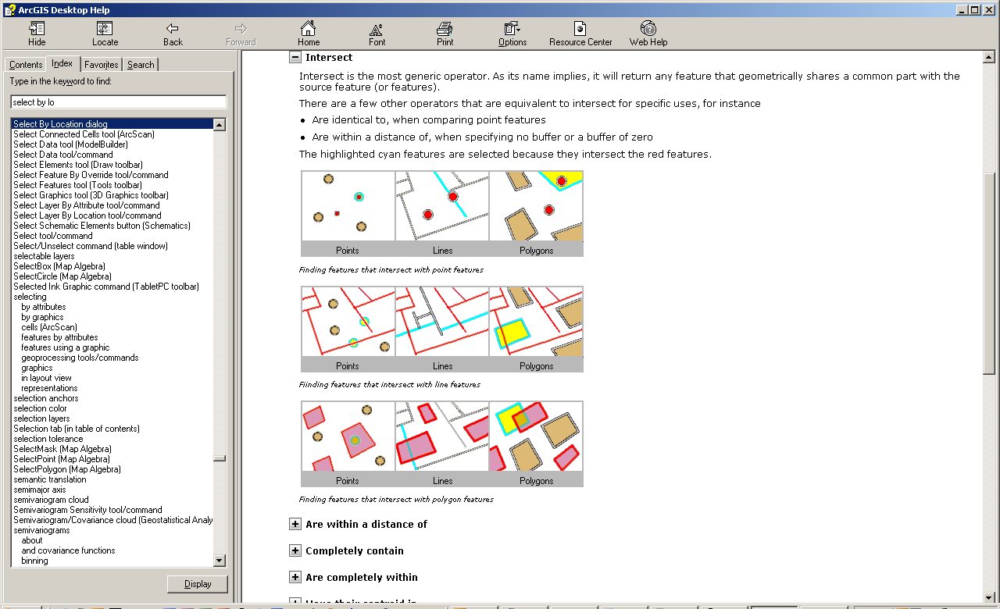 ArcGIS Desktop Help
Hide
Locate
Back
Forward
Home
Font
Print
Options
Resource Center
Web Help
Contents
Index
Favorites
Search
Type in the keyword to find:
select by lo
Select By Location dialog
Select Connected Cells tool (ArcScan)
Select Data tool (ModelBuilder)
Select Data tool/command
Select Elements tool (Draw toolbar)
Select Feature By Override tool/command
Select Features tool (Tools toolbar)
Select Graphics tool (3D Graphics toolbar)
Select Layer By Attribute tool/command
Select Layer By Location tool/command
Select Schematic Elements button (Schematics)
Select tool/command
Select/Unselect command (table window)
selectable layers
SelectBox (Map Algebra)
SelectCircle (Map Algebra)
Selected Ink Graphic command (TabletPC toolbar)
selecting
by attributes
by graphics
cells (ArcScan)
features by attributes
features using a graphic
geoprocessing tools/commands
graphics
in layout view
representations
selection anchors
selection color
selection layers
Selection tab (in table of contents)
selection tolerance
SelectMask (Map Algebra)
SelectPoint (Map Algebra)
SelectPolygon (Map Algebra)
semantic translation
semimajor axis
semivariogram cloud
Semivariogram Sensitivity tool/command
Semivariogram/Covariance cloud (Geostatistical Analy
semivariograms
about
and covariance functions
binning
Display
Intersect
Intersect is the most generic operator. As its name implies, it will return any feature that geometrically shares a common part with the
source feature (or features).
There are a few other operators that are equivalent to intersect for specific uses, for instance
• Are identical to, when comparing point features
• Are within a distance of, when specifying no buffer or a buffer of zero
The highlighted cyan features are selected because they intersect the red features.
Points Lines Polygons
Finding features that intersect with point features
Points Lines Polygons
FIinding features that intersect with line features
Points Lines Polygons
Finding features that intersect with polygon features
Are within a distance of
Completely contain
Are completely within
Have their centroid in